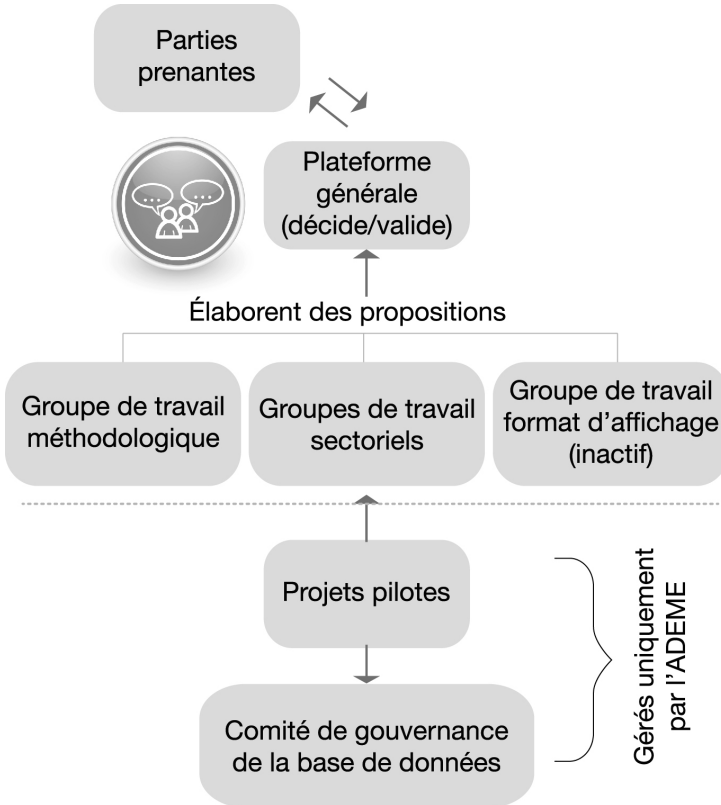 Parties
prenantes
Plateforme
générale
(décide/valide)
Élaborent des propositions
Groupe de travail
méthodologique
Groupes de travail
sectoriels
Groupe de travail
format d’affichage
(inactif)
Projets pilotes
Comité de gouvernance
de la base de données
Gérés uniquement
par l’ADEME